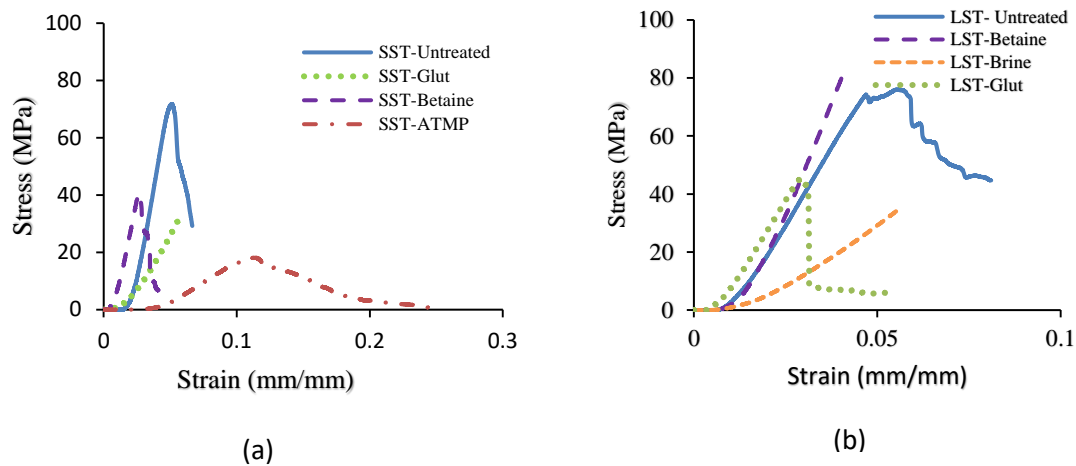 100
80
60
40
20
0
Stress (MPa)
0
0.1
0.2
0.3
Strain (mm/mm)
SST-Untreated
SST-Glut
SST-Betaine
SST-ATMP
(a)
100
80
60
40
20
0
Stress (MPa)
0
0.05
0.1
Strain (mm/mm)
LST- Untreated
LST-Betaine
LST-Brine
LST-Glut
(b)